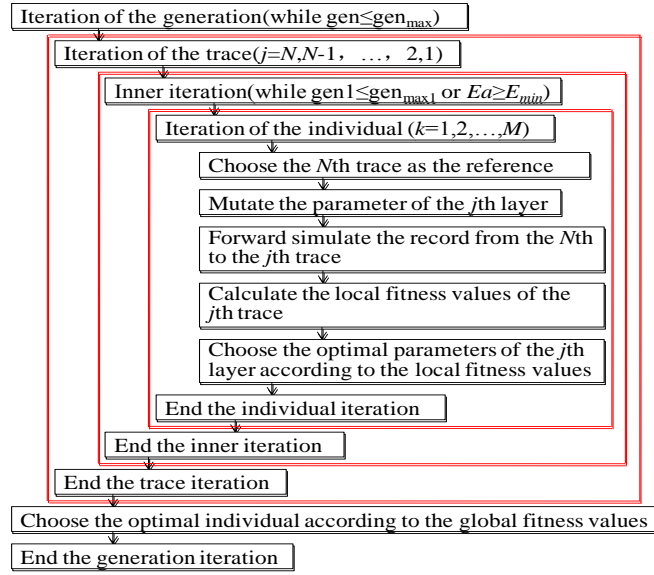 Iteration of the generation(while gen≤gen_max)
Iteration of the trace(j=N,N-1, …, 2,1)
Inner iteration(while gen1≤gen_max1 or Ea≥E_min)
Iteration of the individual (k=1,2,…,M)
Choose the Nth trace as the reference
Mutate the parameter of the jth layer
Forward simulate the record from the Nth
to the jth trace
Calculate the local fitness values of the
jth trace
Choose the optimal parameters of the jth
layer according to the local fitness values
End the individual iteration
End the inner iteration
End the trace iteration
Choose the optimal individual according to the global fitness values
End the generation iteration